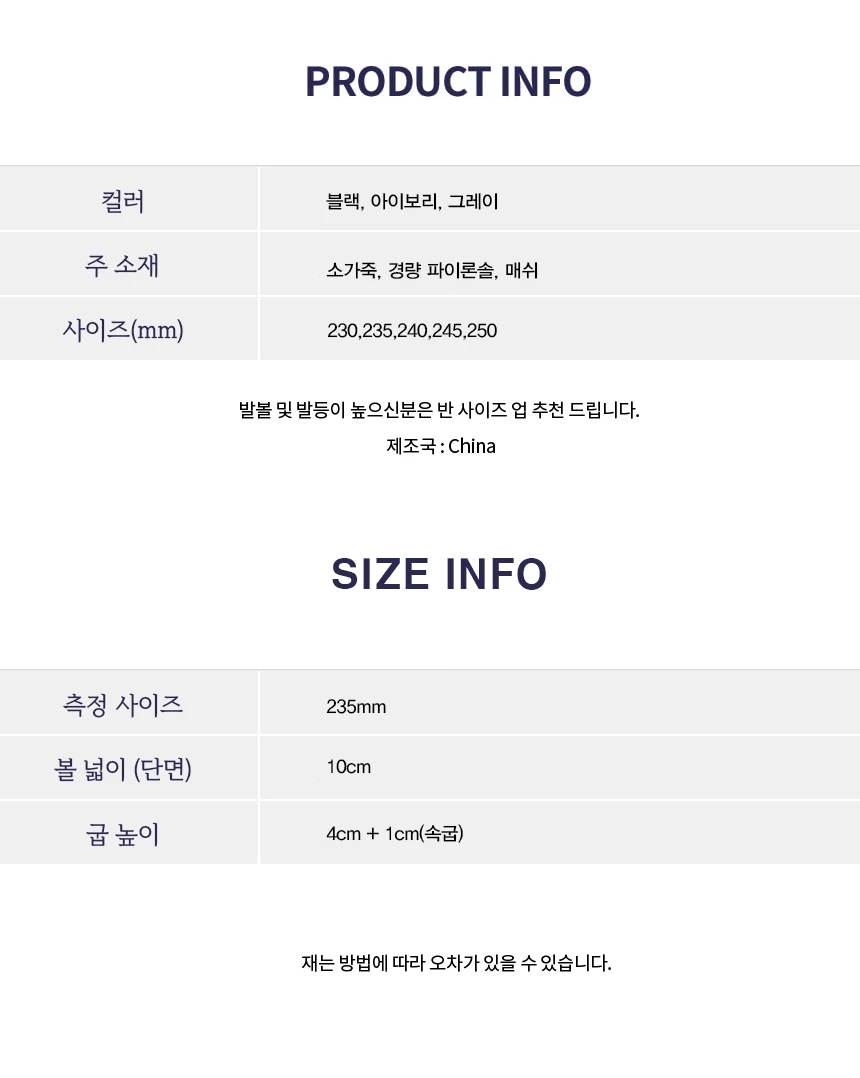 PRODUCT INFO
컬러 블랙, 아이보리, 그레이
주 소재 소가죽, 경량 파이론솔, 매쉬
사이즈(mm) 230,235,240,245,250
발볼 및 발등이 높으신분은 반 사이즈 업 추천 드립니다.
제조국 : China
SIZE INFO
측정 사이즈 235mm
볼 넓이 (단면) 10cm
굽 높이 4cm + 1cm(속굽)
재는 방법에 따라 오차가 있을 수 있습니다.